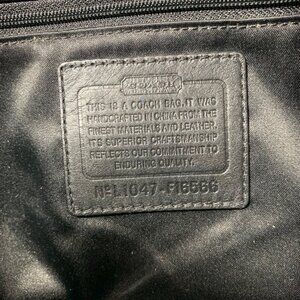 THIS IS A COACH BAG. IT WAS
HANDCRAFTED IN CHINA FROM THE
FINEST MATERIALS AND LEATHER.
ITS SUPERIOR CRAFTSMANSHIP
REFLECTS OUR COMMITMENT TO
ENDURING QUALITY.
Nº L1047-F16566